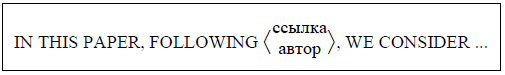 IN THIS PAPER, FOLLOWING ⟨ссылка автор⟩, WE CONSIDER ...